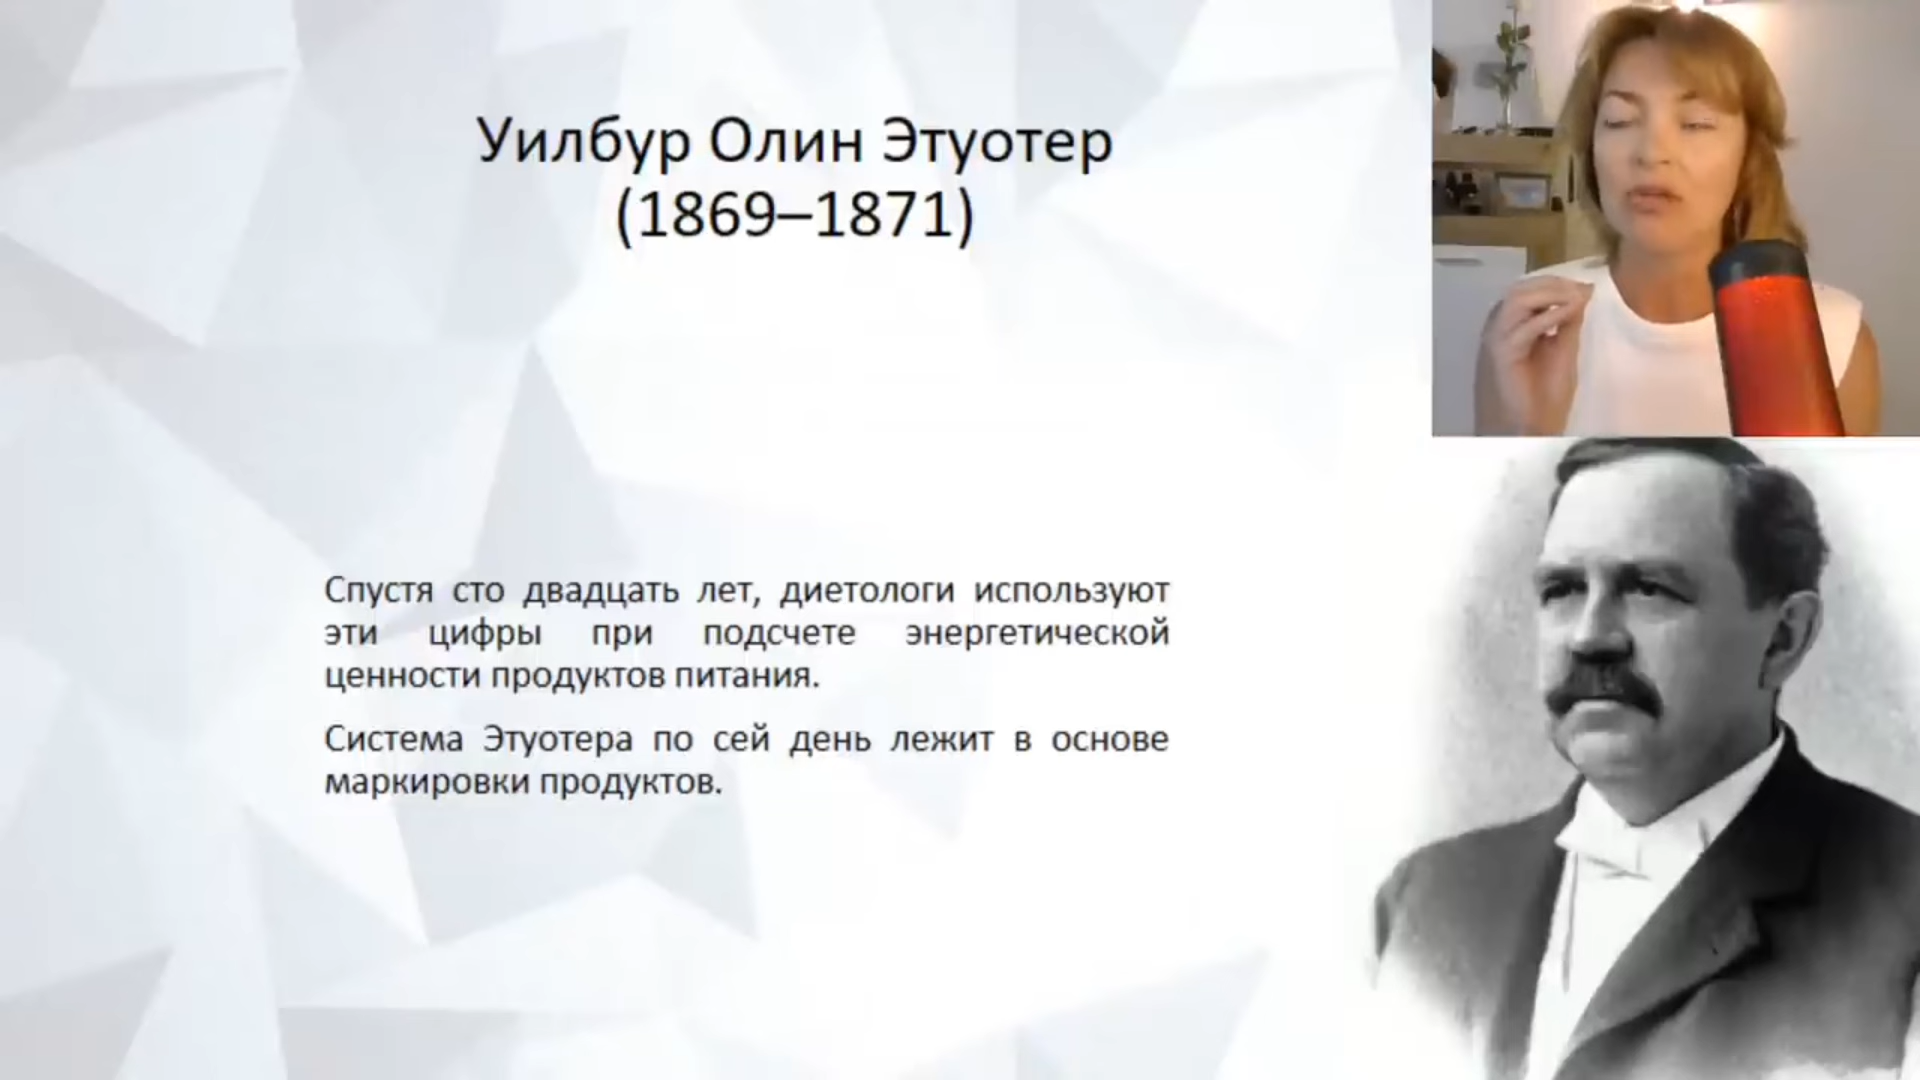 Уилбур Олин Этуотер
(1869–1871)
Спустя сто двадцать лет, диетологи используют
эти цифры при подсчете энергетической
ценности продуктов питания.
Система Этуотера по сей день лежит в основе
маркировки продуктов.